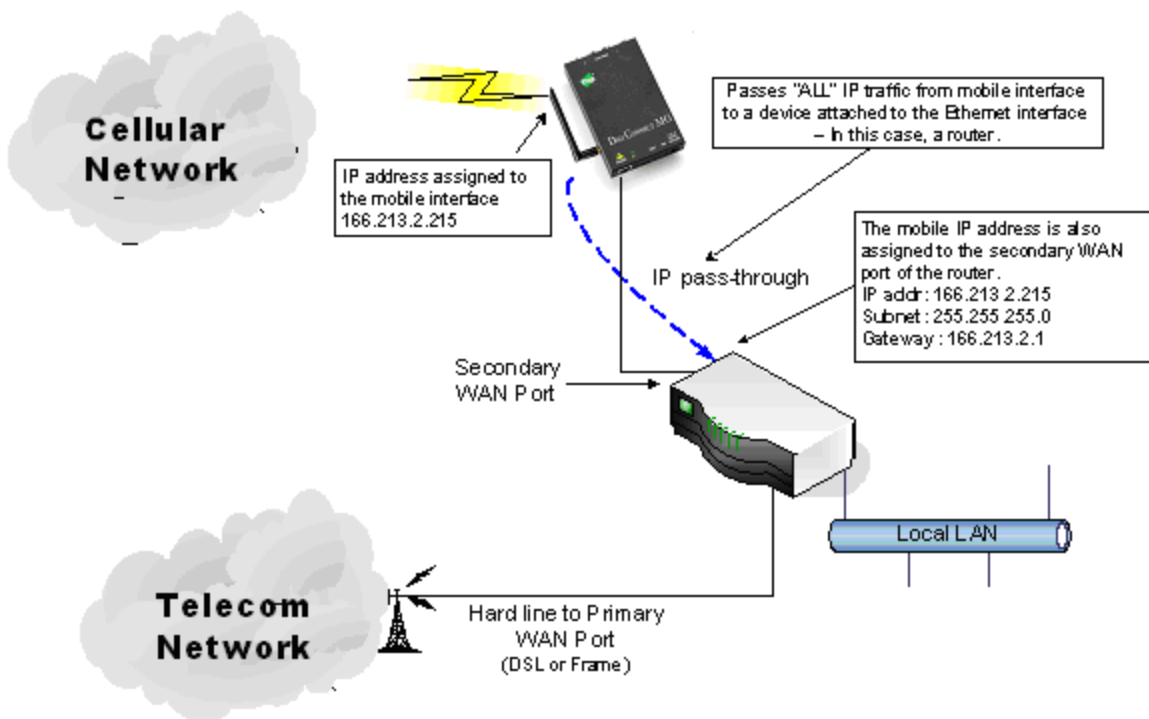 Cellular
Network
IP address assigned to
the mobile interface
166.213.2.215
Passes "ALL" IP traffic from mobile interface
to a device attached to the Ethernet interface
– In this case, a router.
The mobile IP address is also
assigned to the secondary WAN
port of the router.
IP addr: 166.213.2.215
Subnet: 255.255.255.0
Gateway: 166.213.2.1
IP pass-through
Secondary
WAN Port
Local LAN
Telecom
Network
Hard line to Primary
WAN Port
(DSL or Frame)